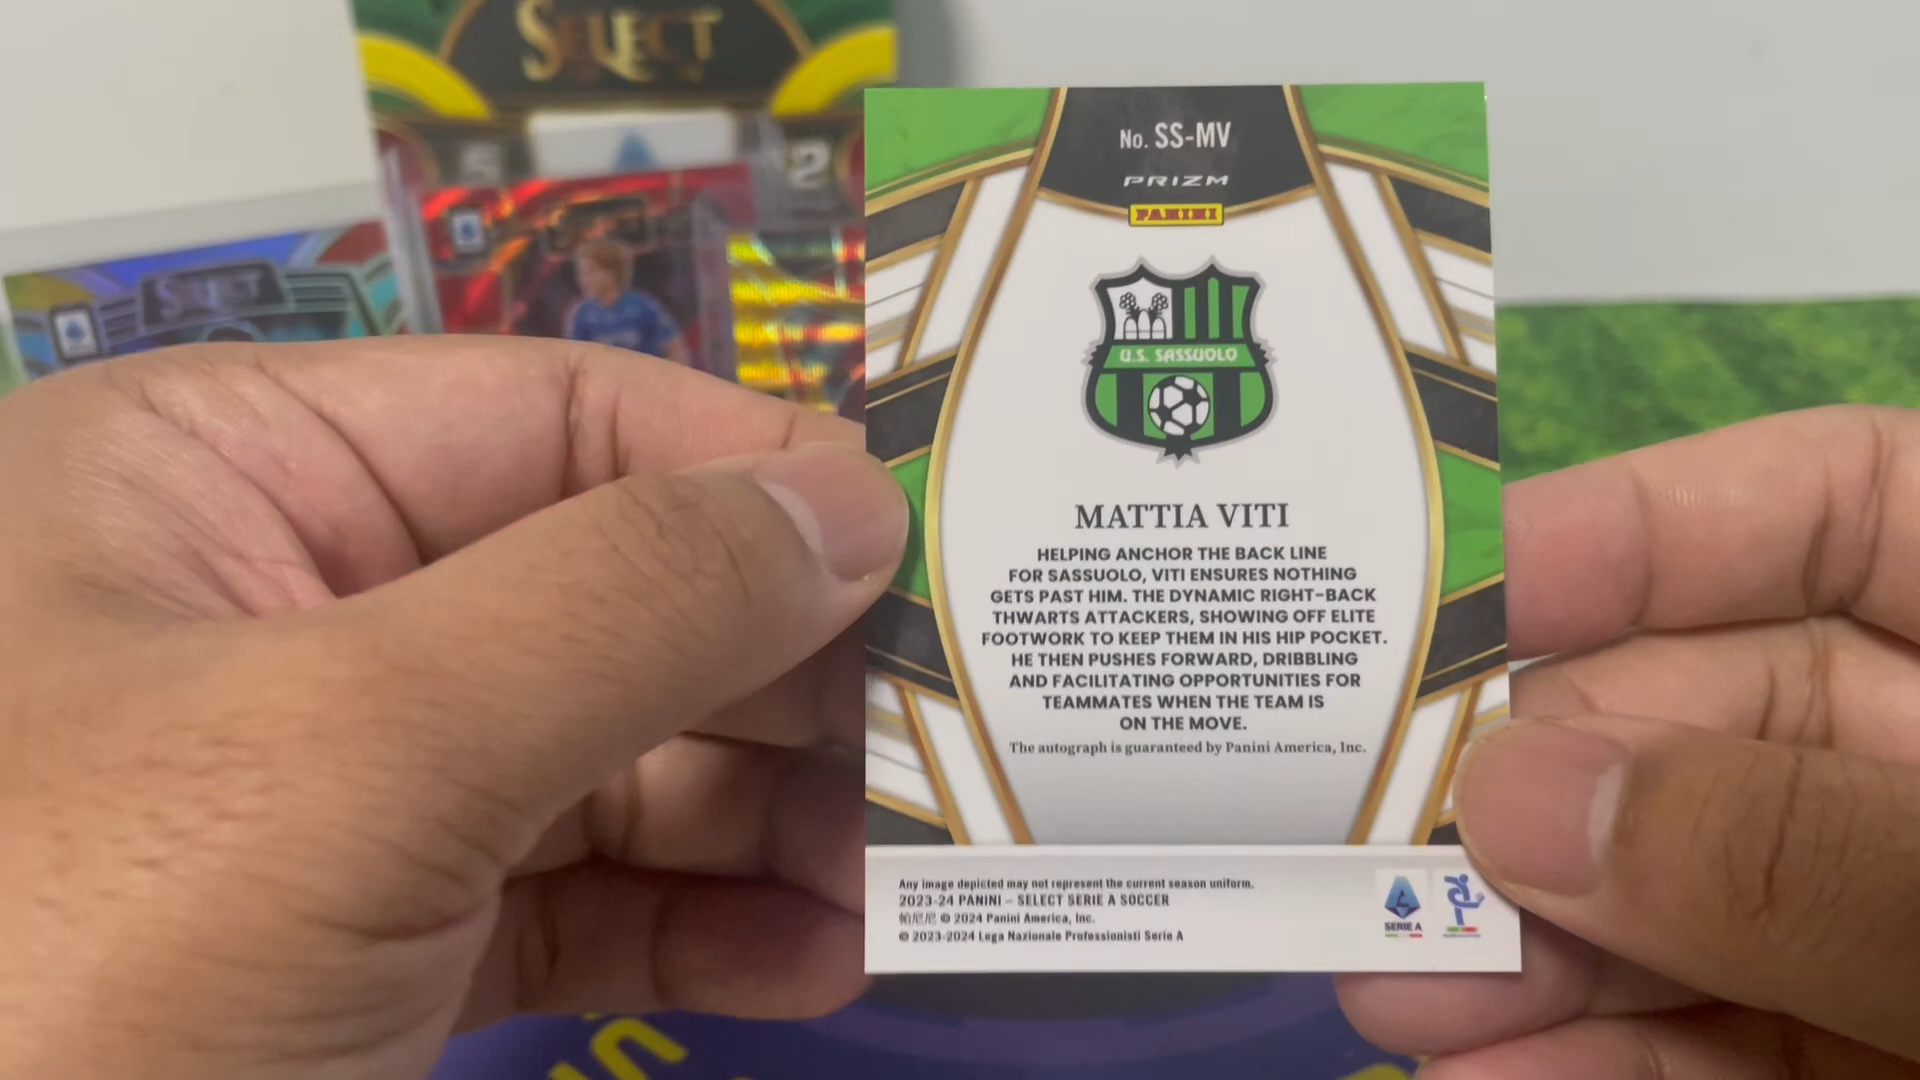 SELECT
5
2
SELECT
No. SS-MV
PRIZM
PANINI
U.S. SASSUOLO
MATTIA VITI
HELPING ANCHOR THE BACK LINE
FOR SASSUOLO, VITI ENSURES NOTHING
GETS PAST HIM. THE DYNAMIC RIGHT-BACK
THWARTS ATTACKERS, SHOWING OFF ELITE
FOOTWORK TO KEEP THEM IN HIS HIP POCKET.
HE THEN PUSHES FORWARD, DRIBBLING
AND FACILITATING OPPORTUNITIES FOR
TEAMMATES WHEN THE TEAM IS
ON THE MOVE.
The autograph is guaranteed by Panini America, Inc.
Any image depicted may not represent the current season uniform.
2023-24 PANINI – SELECT SERIE A SOCCER
帕尼尼 © 2024 Panini America, Inc.
© 2023-2024 Lega Nazionale Professionisti Serie A
SERIE A